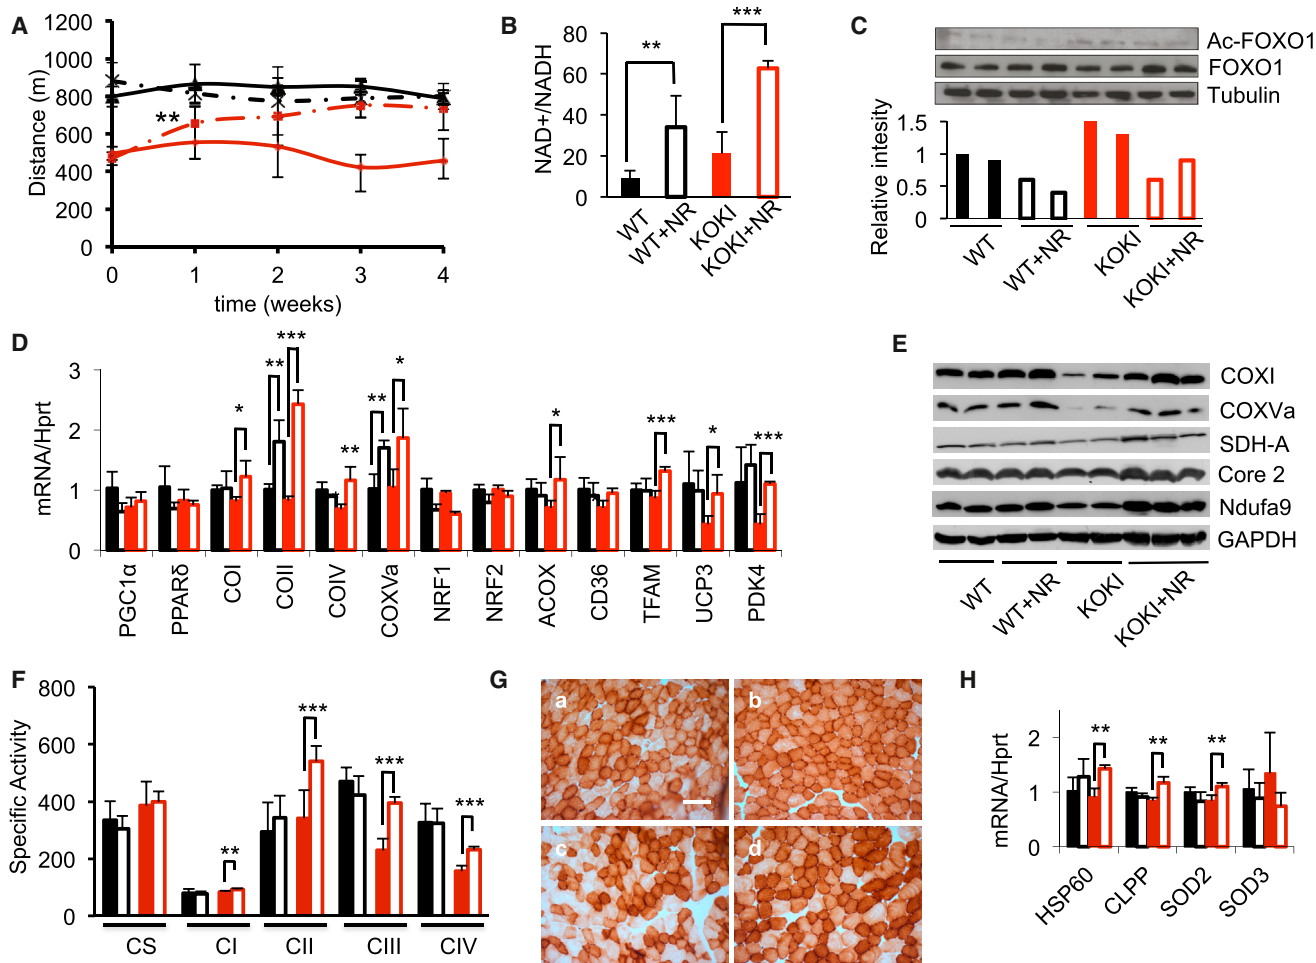 A
1200
1000
800
600
400
200
0
Distance (m)
**
0 1 2 3 4
time (weeks)
B
80
60
40
20
0
NAD+/NADH
**
***
WT
WT+NR
KOKI
KOKI+NR
C
Ac-FOXO1
FOXO1
Tubulin
1.5
1
0.5
0
Relative intesity
WT
WT+NR
KOKI
KOKI+NR
D
3
2
1
0
mRNA/Hprt
*
**
***
**
**
*
*
***
*
***
PGC1α
PPARδ
COI
COII
COIV
COXVa
NRF1
NRF2
ACOX
CD36
TFAM
UCP3
PDK4
E
COXI
COXVa
SDH-A
Core 2
Ndufa9
GAPDH
WT
WT+NR
KOKI
KOKI+NR
F
800
600
400
200
0
Specific Activity
**
***
***
***
CS
CI
CII
CIII
CIV
G
a
b
c
d
H
2
1
0
mRNA/Hprt
**
**
**
HSP60
CLPP
SOD2
SOD3